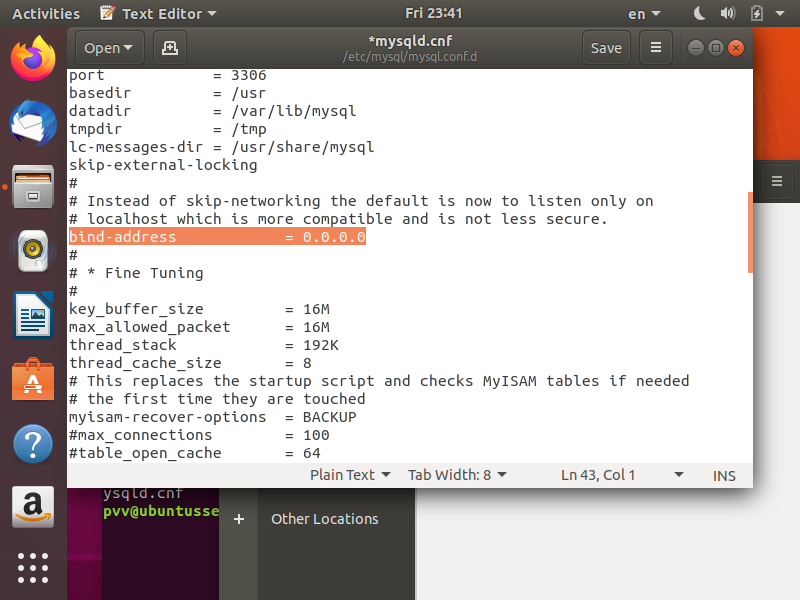 Activities Text Editor Fri 23:41 en
Open *mysqld.cnf Save
/etc/mysql/mysql.conf.d
port = 3306
basedir = /usr
datadir = /var/lib/mysql
tmpdir = /tmp
lc-messages-dir = /usr/share/mysql
skip-external-locking
#
# Instead of skip-networking the default is now to listen only on
# localhost which is more compatible and is not less secure.
bind-address = 0.0.0.0
#
# * Fine Tuning
#
key_buffer_size = 16M
max_allowed_packet = 16M
thread_stack = 192K
thread_cache_size = 8
# This replaces the startup script and checks MyISAM tables if needed
# the first time they are touched
myisam-recover-options = BACKUP
#max_connections = 100
#table_open_cache = 64
Plain Text Tab Width: 8 Ln 43, Col 1 INS
ysqld.cnf
pvv@ubuntusse
+ Other Locations